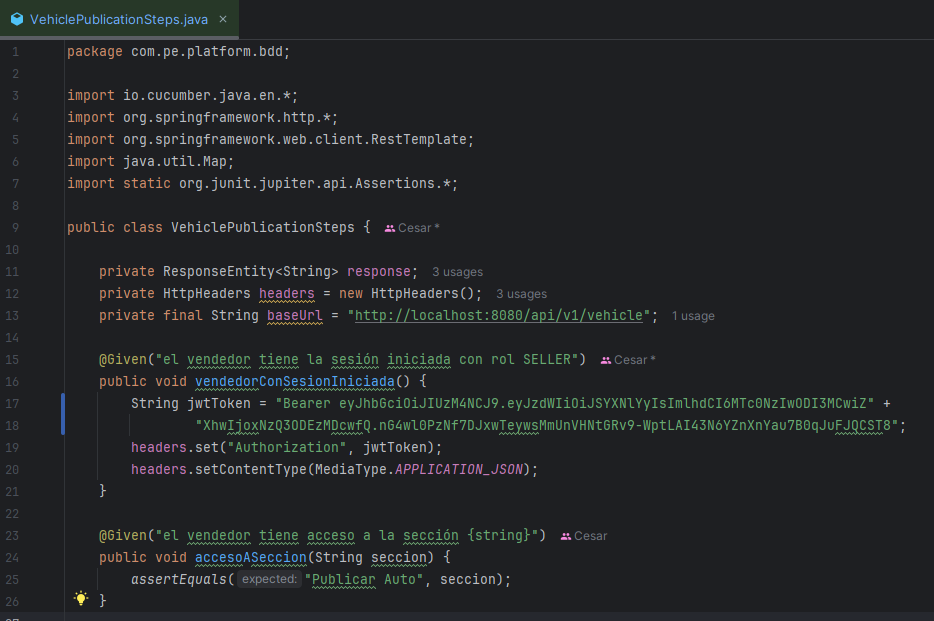 VehiclePublicationSteps.java ×
1 package com.pe.platform.bdd;
2
3 import io.cucumber.java.en.*;
4 import org.springframework.http.*;
5 import org.springframework.web.client.RestTemplate;
6 import java.util.Map;
7 import static org.junit.jupiter.api.Assertions.*;
8
9 public class VehiclePublicationSteps { Cesar *
10
11 private ResponseEntity<String> response; 3 usages
12 private HttpHeaders headers = new HttpHeaders(); 3 usages
13 private final String baseUrl = "http://localhost:8080/api/v1/vehicle"; 1 usage
14
15 @Given("el vendedor tiene la sesión iniciada con rol SELLER") Cesar *
16 public void vendedorConSesionIniciada() {
17 String jwtToken = "Bearer eyJhbGciOiJIUzM4NCJ9.eyJzdWIiOiJSYXNlYyIsImlhdCI6MTc0NzIwODI3MCwiZ" +
18 "XhwIjoxNzQ3ODEzMDcwfQ.nG4wl0PzNf7DJxwTeywsMmUnVHNtGRv9-WptLAI43N6YZnXnYau7B0qJuFJQCST8";
19 headers.set("Authorization", jwtToken);
20 headers.setContentType(MediaType.APPLICATION_JSON);
21 }
22
23 @Given("el vendedor tiene acceso a la sección {string}") Cesar
24 public void accesoASeccion(String seccion) {
25 assertEquals( expected: "Publicar Auto", seccion);
26 }
27